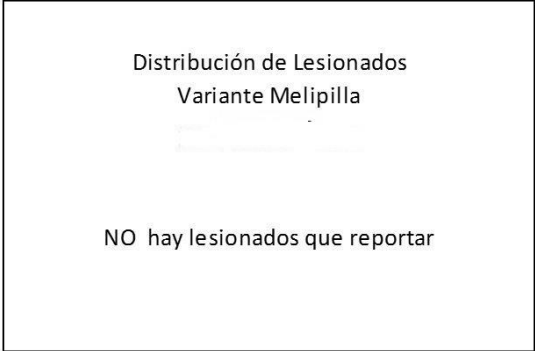 Distribución de Lesionados
Variante Melipilla
NO hay lesionados que reportar